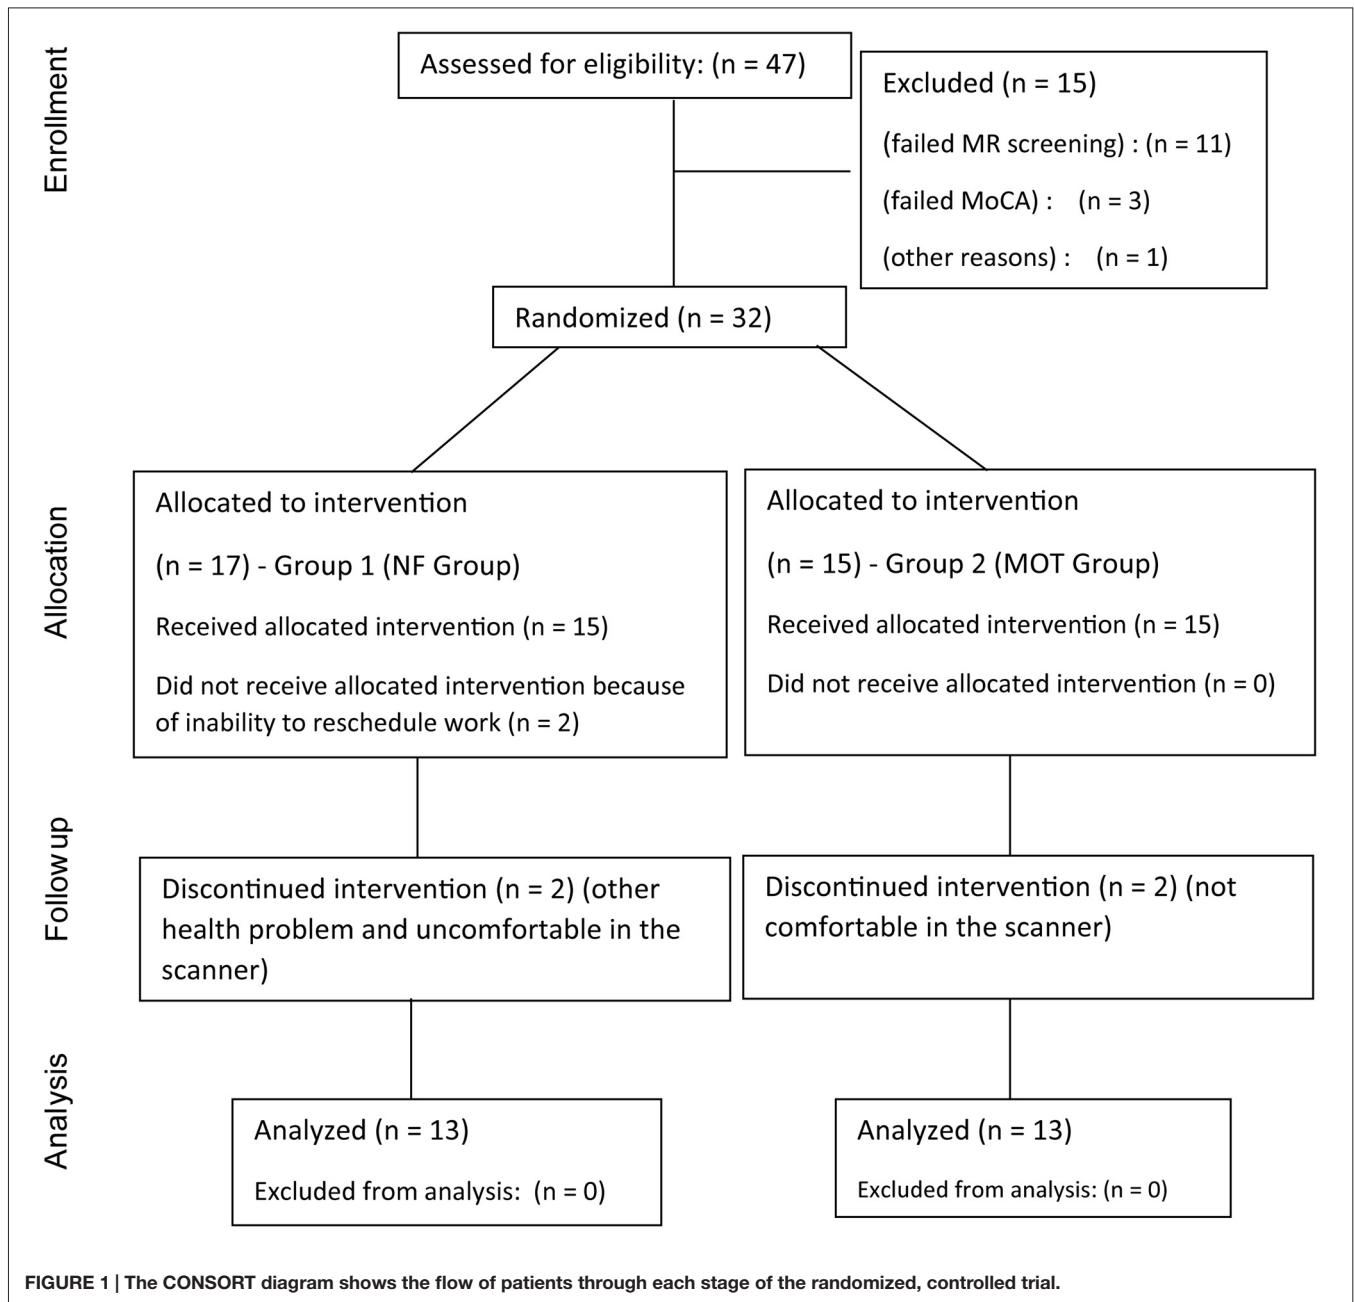 Enrollment
Assessed for eligibility: (n = 47)
Excluded (n = 15)
(failed MR screening) : (n = 11)
(failed MoCA) : (n = 3)
(other reasons) : (n = 1)
Randomized (n = 32)
Allocation
Allocated to intervention
(n = 17) - Group 1 (NF Group)
Received allocated intervention (n = 15)
Did not receive allocated intervention because
of inability to reschedule work (n = 2)
Allocated to intervention
(n = 15) - Group 2 (MOT Group)
Received allocated intervention (n = 15)
Did not receive allocated intervention (n = 0)
Followup
Discontinued intervention (n = 2) (other
health problem and uncomfortable in the
scanner)
Discontinued intervention (n = 2) (not
comfortable in the scanner)
Analysis
Analyzed (n = 13)
Excluded from analysis: (n = 0)
Analyzed (n = 13)
Excluded from analysis: (n = 0)
FIGURE 1 | The CONSORT diagram shows the flow of patients through each stage of the randomized, controlled trial.